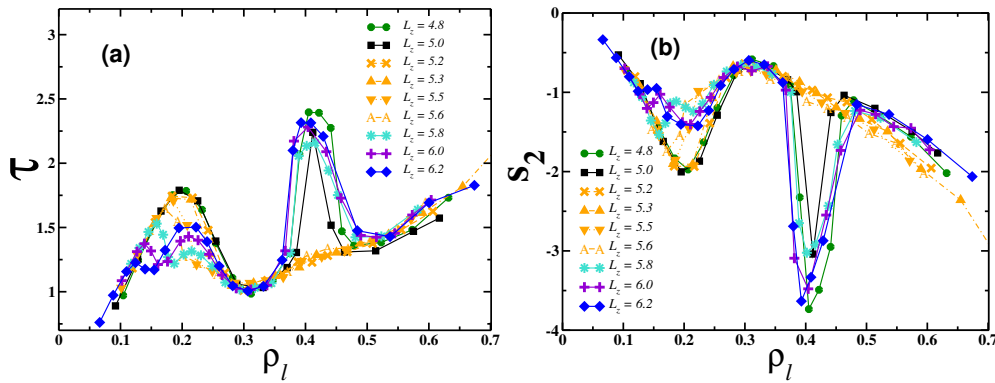 (a)
τ
2.5
2
1.5
1
0 0.1 0.2 0.3 0.4 0.5 0.6 0.7
ρl
Lz = 4.8
Lz = 5.0
Lz = 5.2
Lz = 5.3
Lz = 5.5
Lz = 5.6
Lz = 5.8
Lz = 6.0
Lz = 6.2
(b)
s2
0
-1
-2
-3
-4
0 0.1 0.2 0.3 0.4 0.5 0.6 0.7
ρl
Lz = 4.8
Lz = 5.0
Lz = 5.2
Lz = 5.3
Lz = 5.5
Lz = 5.6
Lz = 5.8
Lz = 6.0
Lz = 6.2